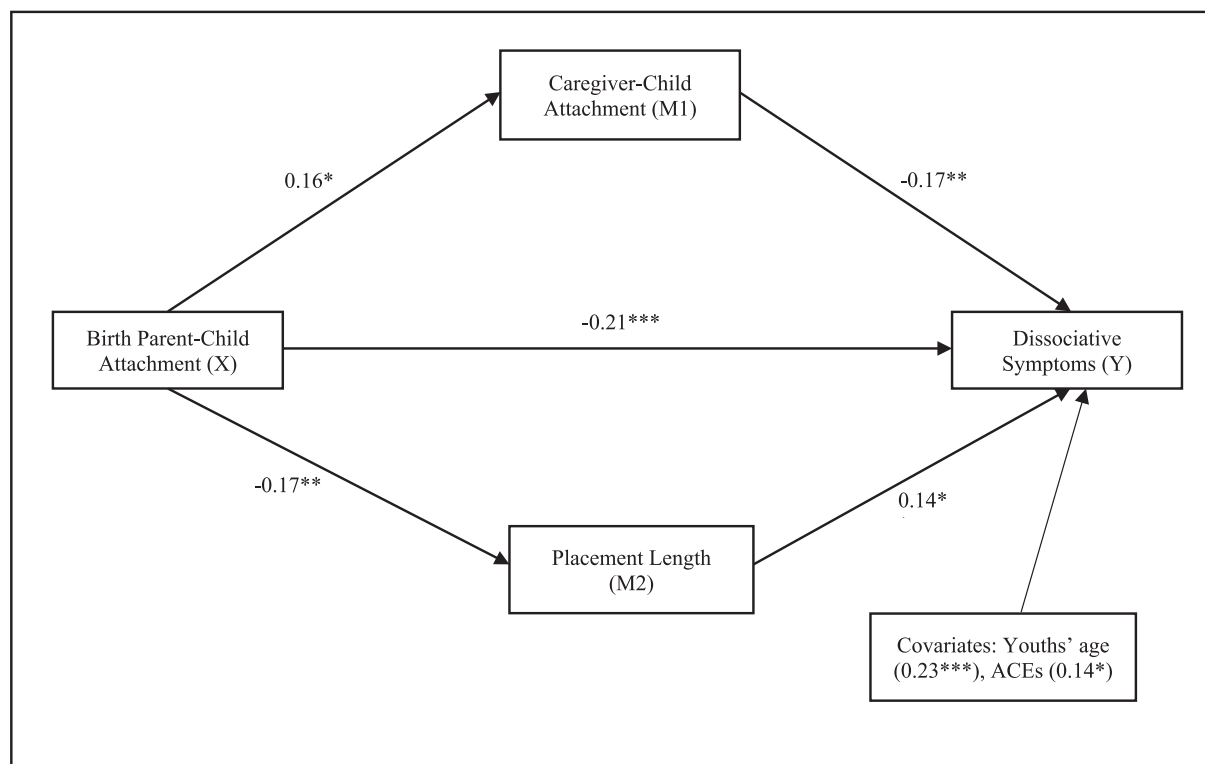 Caregiver-Child
Attachment (M1)
0.16*
-0.17**
-0.21***
Birth Parent-Child
Attachment (X)
Dissociative
Symptoms (Y)
-0.17**
0.14*
Placement Length
(M2)
Covariates: Youths’ age
(0.23***), ACEs (0.14*)